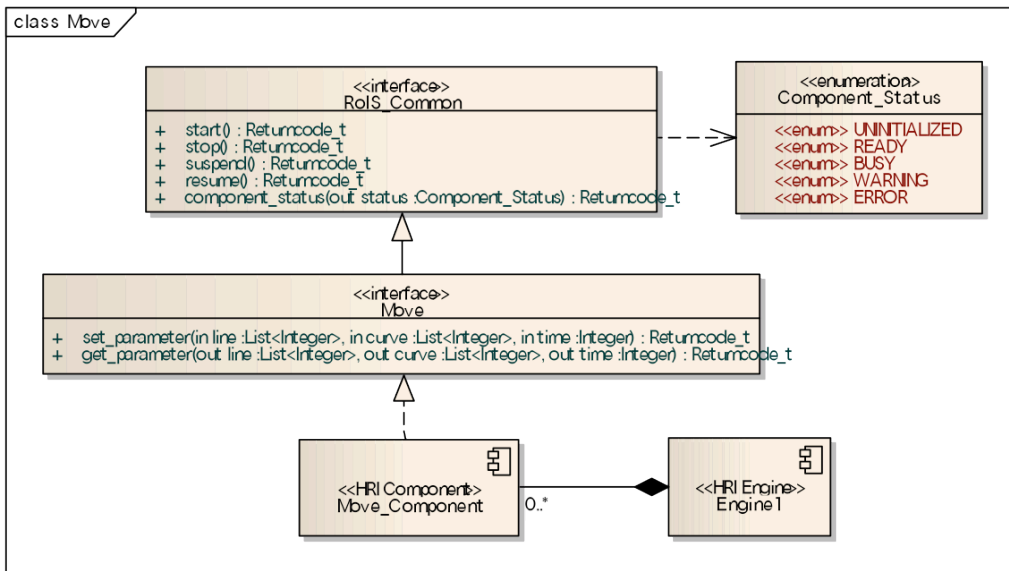 class Move
<<interface>>
RoIS_Common
+ start() : Returncode_t
+ stop() : Returncode_t
+ suspend() : Returncode_t
+ resume() : Returncode_t
+ component_status(out status :Component_Status) : Returncode_t
<<enumeration>>
Component_Status
<<enum>> UNINITIALIZED
<<enum>> READY
<<enum>> BUSY
<<enum>> WARNING
<<enum>> ERROR
<<interface>>
Move
+ set_parameter(in line :List<Integer>, in curve :List<Integer>, in time :Integer) : Returncode_t
+ get_parameter(out line :List<Integer>, out curve :List<Integer>, out time :Integer) : Returncode_t
<<HRI Component>>
Move_Component
0..*
<<HRI Engine>>
Engine1